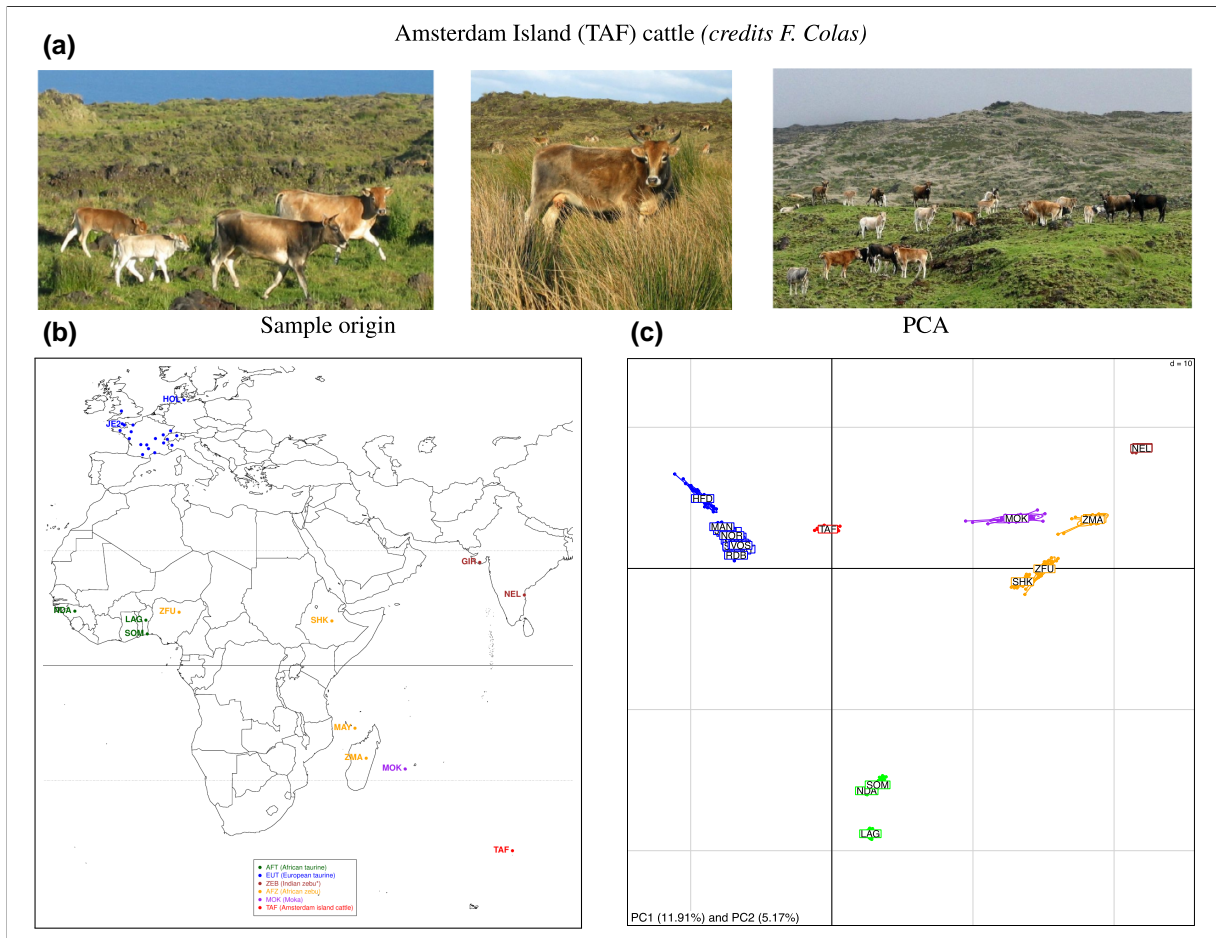 (a)
Amsterdam Island (TAF) cattle (credits F. Colas)
(b)
Sample origin
HOL
JE2
GIR
NEL
NDA
LAG
SOM
ZFU
SHK
MAY
ZMA
MOK
TAF
AFT (African taurine)
EUT (European taurine)
ZEB (Indian zebu*)
AFZ (African zebu)
MOK (Moka)
TAF (Amsterdam island cattle)
(c)
PCA
d = 10
NEL
HFD
MAN
NOR
VOS
RDB
TAF
MOK
ZMA
ZFU
SHK
SOM
NDA
LAG
PC1 (11.91%) and PC2 (5.17%)